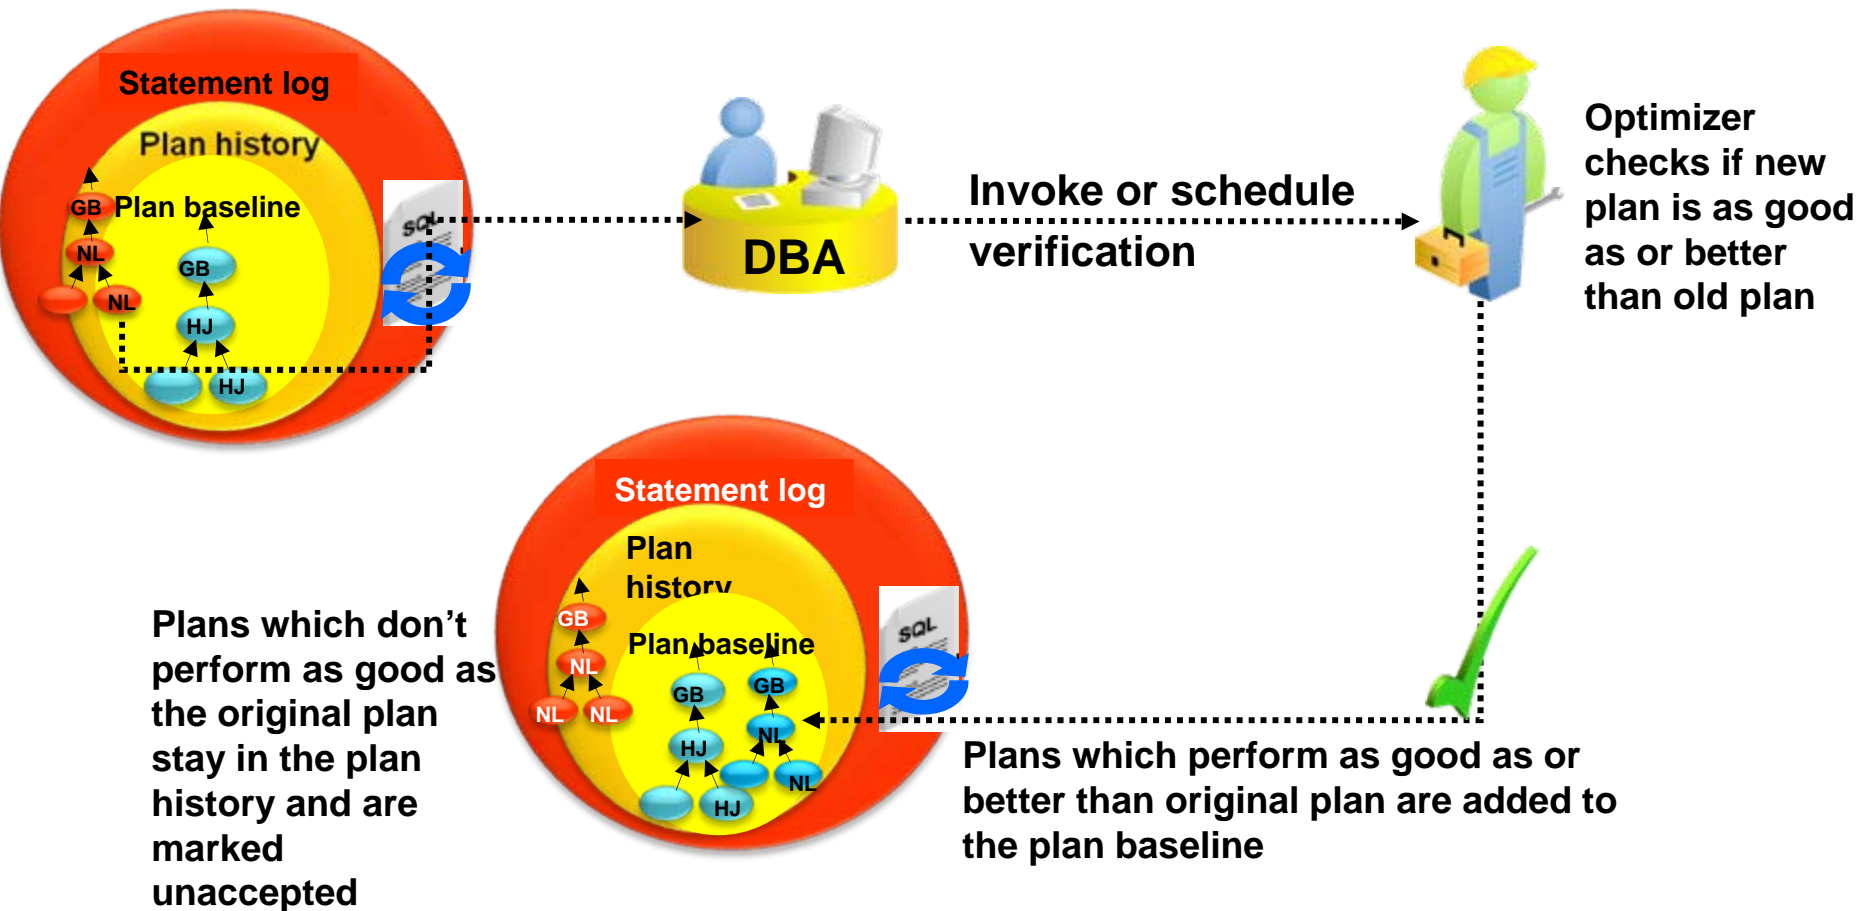 Statement log
Plan history
Plan baseline
GB
NL
NL
GB
HJ
HJ
SQL
DBA
Invoke or schedule
verification
Optimizer
checks if new
plan is as good
as or better
than old plan
Statement log
Plan
history
Plan baseline
GB
NL
NL
NL
GB
HJ
HJ
GB
NL
NL
SQL
Plans which don’t
perform as good as
the original plan
stay in the plan
history and are
marked
unaccepted
Plans which perform as good as or
better than original plan are added to
the plan baseline